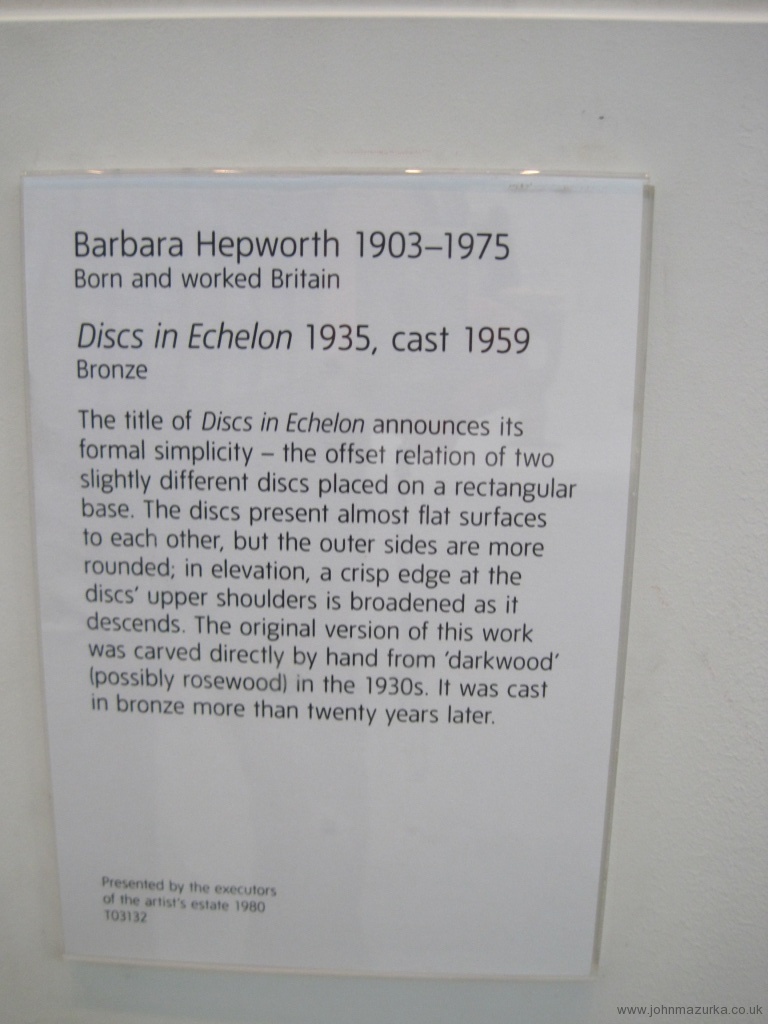 Barbara Hepworth 1903–1975
Born and worked Britain
Discs in Echelon 1935, cast 1959
Bronze
The title of Discs in Echelon announces its
formal simplicity – the offset relation of two
slightly different discs placed on a rectangular
base. The discs present almost flat surfaces
to each other, but the outer sides are more
rounded; in elevation, a crisp edge at the
discs' upper shoulders is broadened as it
descends. The original version of this work
was carved directly by hand from 'darkwood'
(possibly rosewood) in the 1930s. It was cast
in bronze more than twenty years later.
Presented by the executors
of the artist's estate 1980
T03132
www.johnmazurka.co.uk